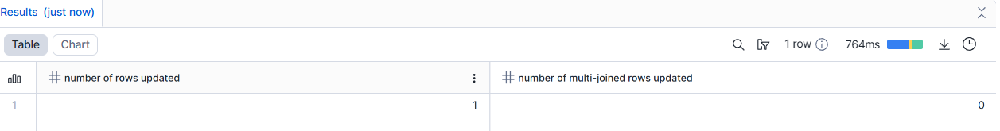 Results (just now)
Table Chart 1 row 764ms
number of rows updated number of multi-joined rows updated
1 1 0